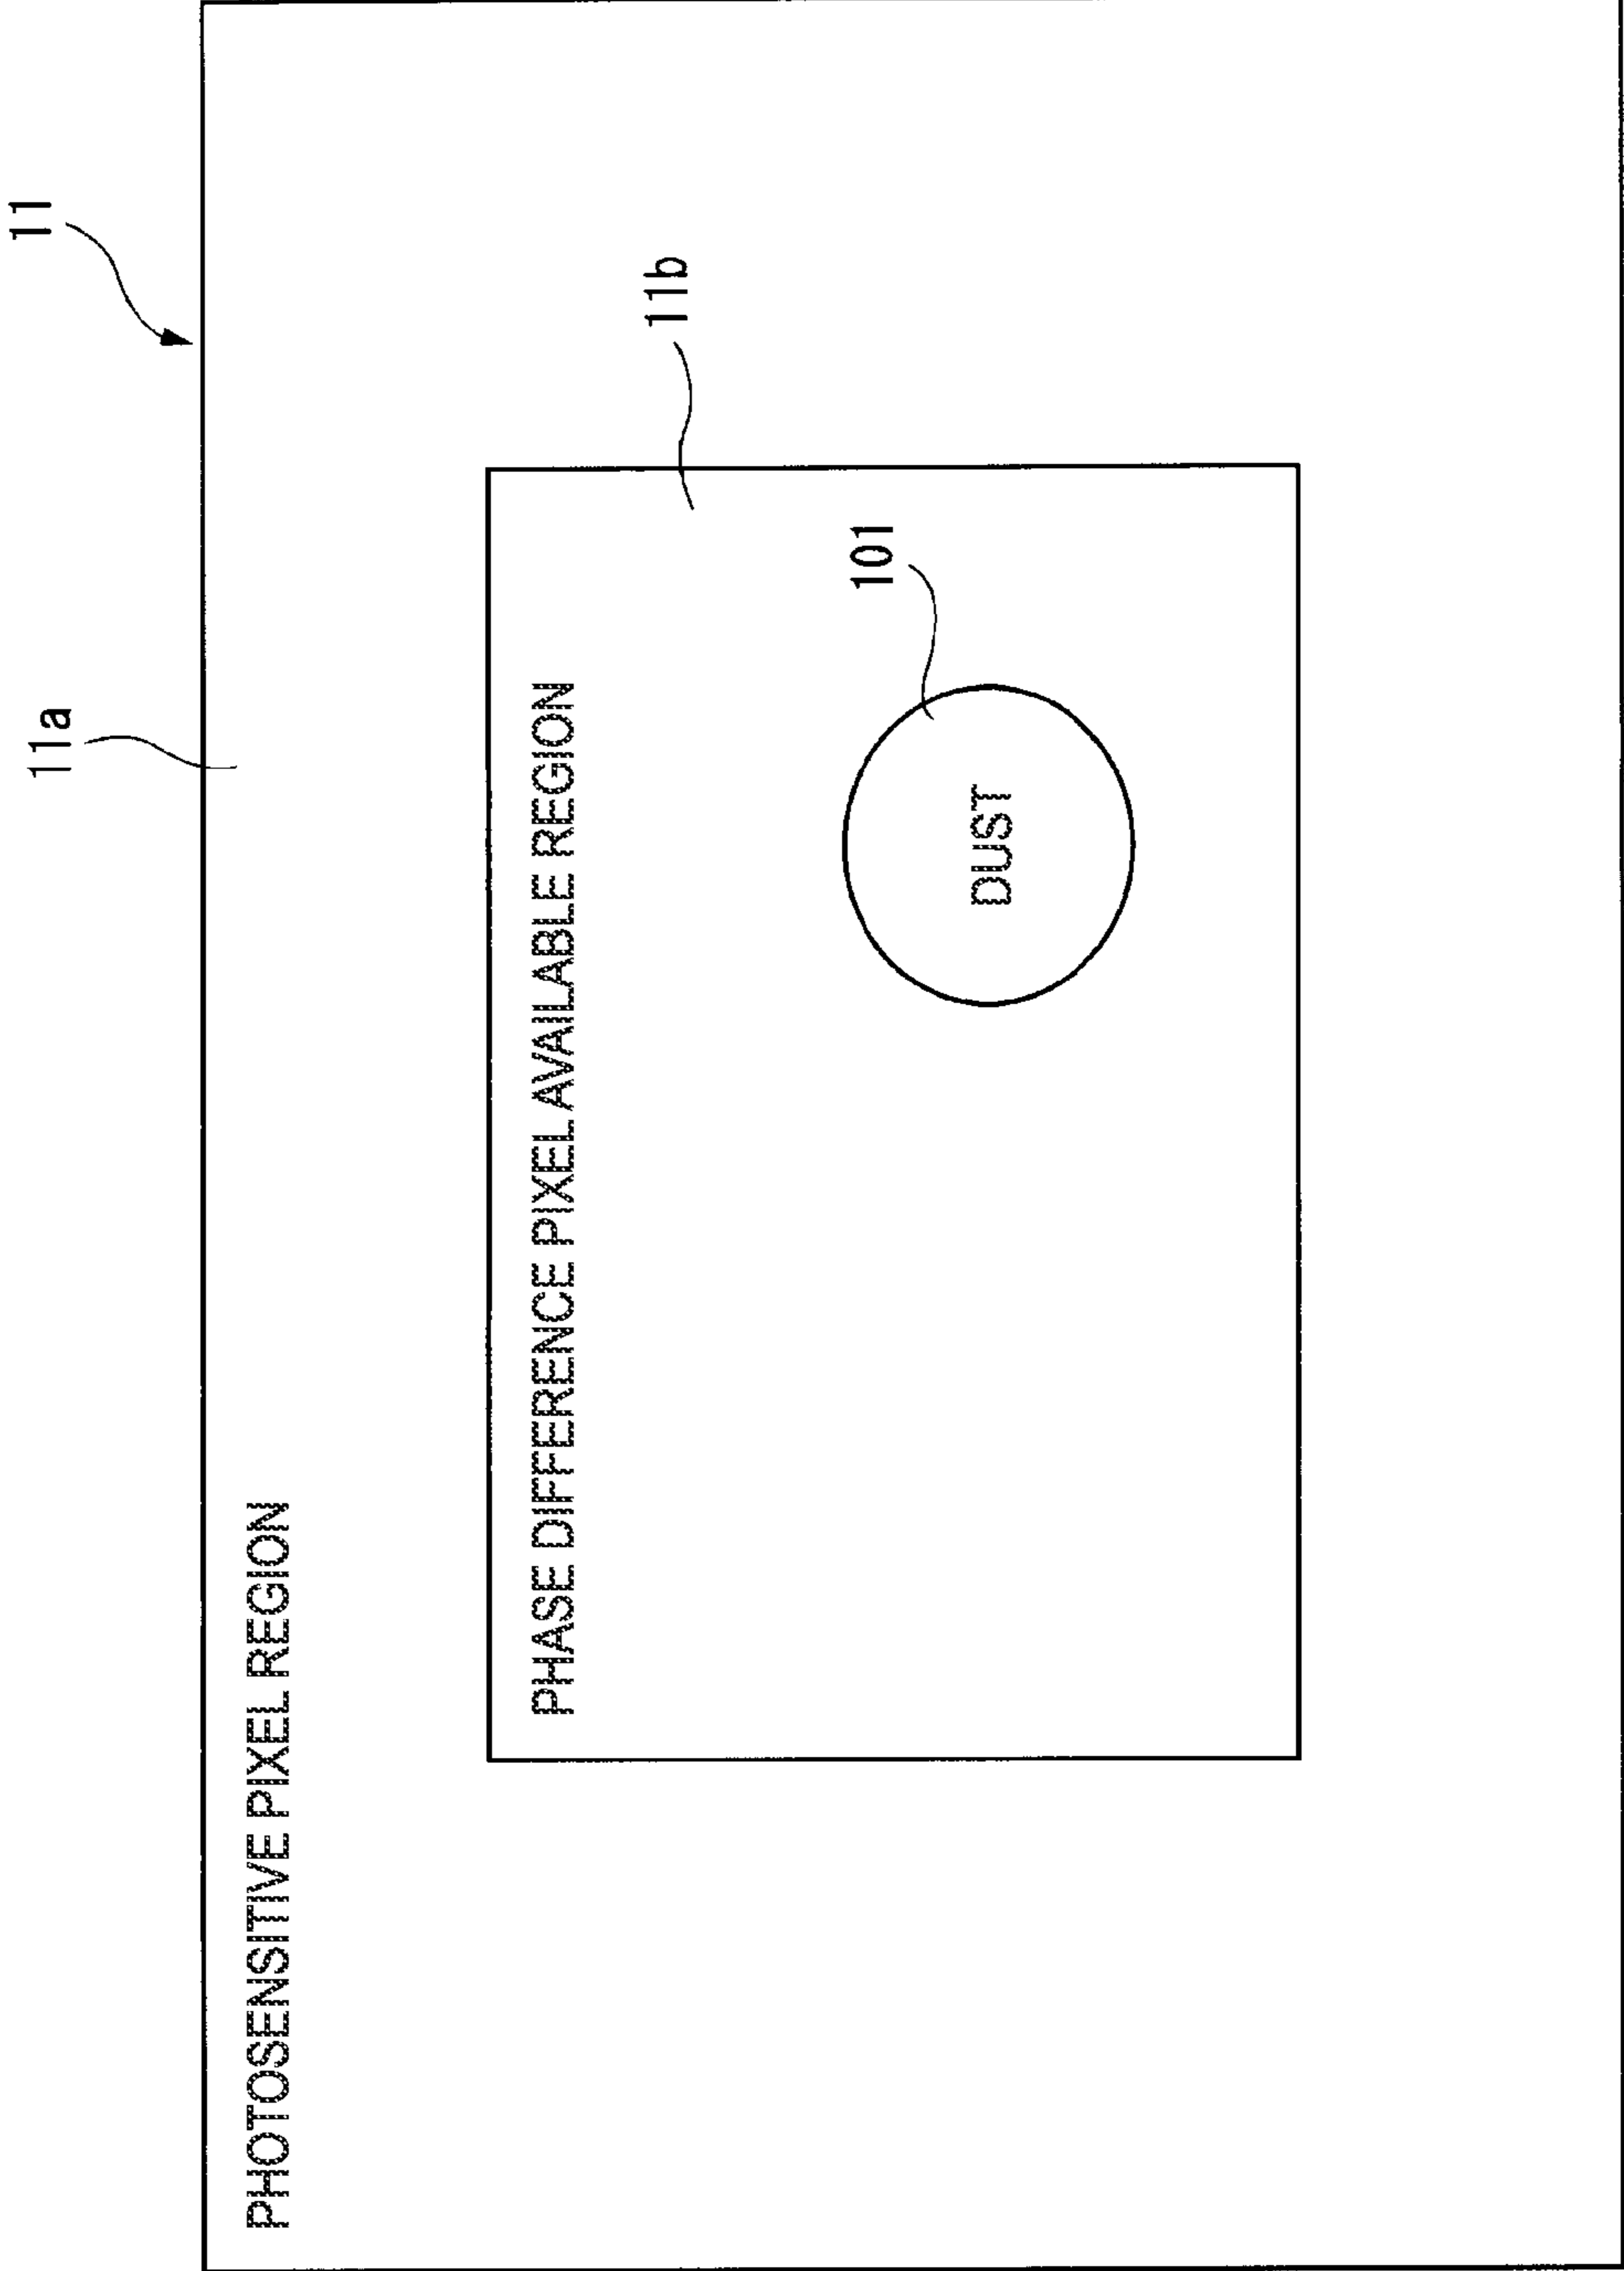 11
11a
PHOTOSENSITIVE PIXEL REGION
11b
PHASE DIFFERENCE PIXEL AVAILABLE REGION
101
DUST